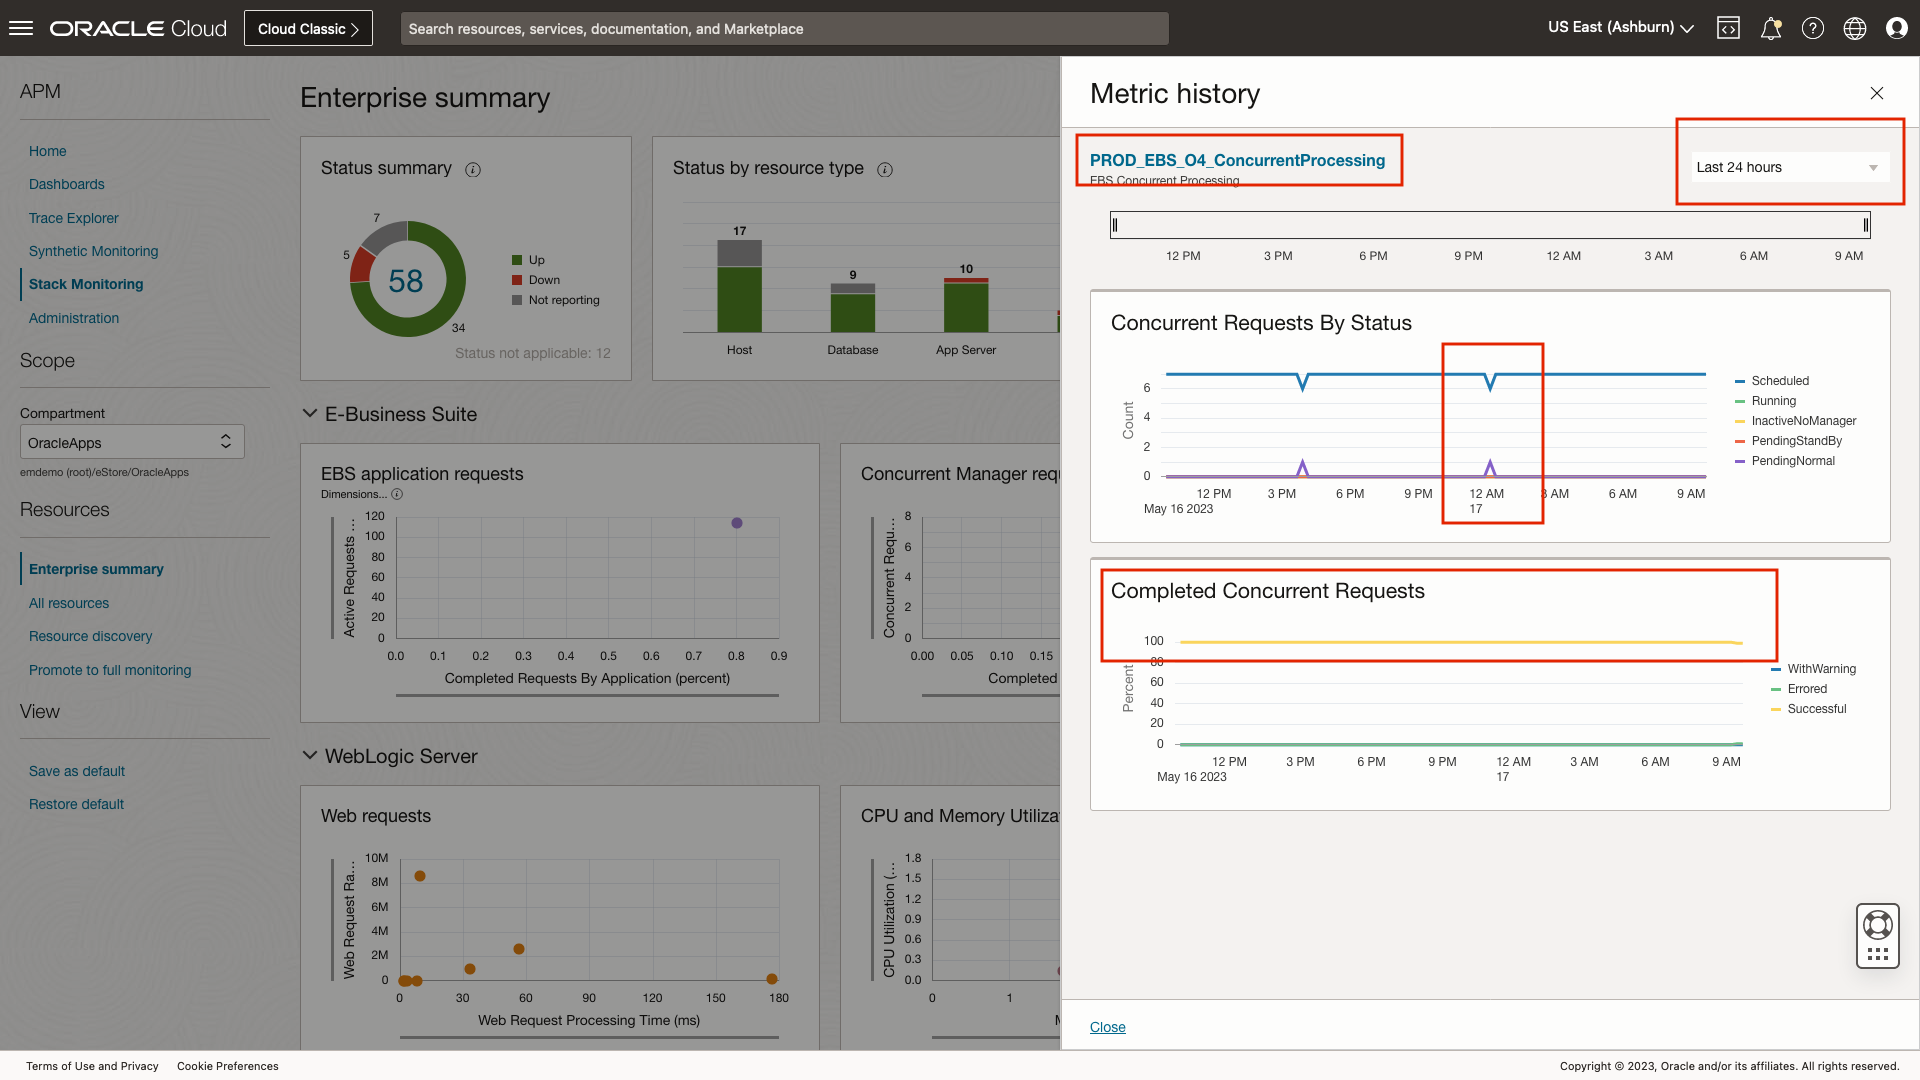 ORACLE Cloud
Cloud Classic
Search resources, services, documentation, and Marketplace
US East (Ashburn)
APM
Home
Dashboards
Trace Explorer
Synthetic Monitoring
Stack Monitoring
Administration
Scope
Compartment
OracleApps
emdemo (root)/eStore/OracleApps
Resources
Enterprise summary
All resources
Resource discovery
Promote to full monitoring
View
Save as default
Restore default
Enterprise summary
Status summary
7
5
58
34
Up
Down
Not reporting
Status not applicable: 12
Status by resource type
17
9
10
Host
Database
App Server
E-Business Suite
EBS application requests
Dimensions...
Active Requests ...
120
100
80
60
40
20
0
0.0 0.1 0.2 0.3 0.4 0.5 0.6 0.7 0.8 0.9
Completed Requests By Application (percent)
Concurrent Manager requ
Concurrent Requ...
8
6
4
2
0
0.00 0.05 0.10 0.15
Completed
WebLogic Server
Web requests
Web Request Ra...
10M
8M
6M
4M
2M
0
0 30 60 90 120 150 180
Web Request Processing Time (ms)
CPU and Memory Utiliza
CPU Utilization (...
1.8
1.5
1.2
0.9
0.6
0.3
0.0
0 1
Metric history
PROD_EBS_O4_ConcurrentProcessing
EBS Concurrent Processing
Last 24 hours
12 PM 3 PM 6 PM 9 PM 12 AM 3 AM 6 AM 9 AM
Concurrent Requests By Status
Count
6
4
2
0
12 PM 3 PM 6 PM 9 PM 12 AM 3 AM 6 AM 9 AM
May 16 2023 17
Scheduled
Running
InactiveNoManager
PendingStandBy
PendingNormal
Completed Concurrent Requests
Percent
100
80
60
40
20
0
12 PM 3 PM 6 PM 9 PM 12 AM 3 AM 6 AM 9 AM
May 16 2023 17
WithWarning
Errored
Successful
Close
Terms of Use and Privacy Cookie Preferences
Copyright © 2023, Oracle and/or its affiliates. All rights reserved.